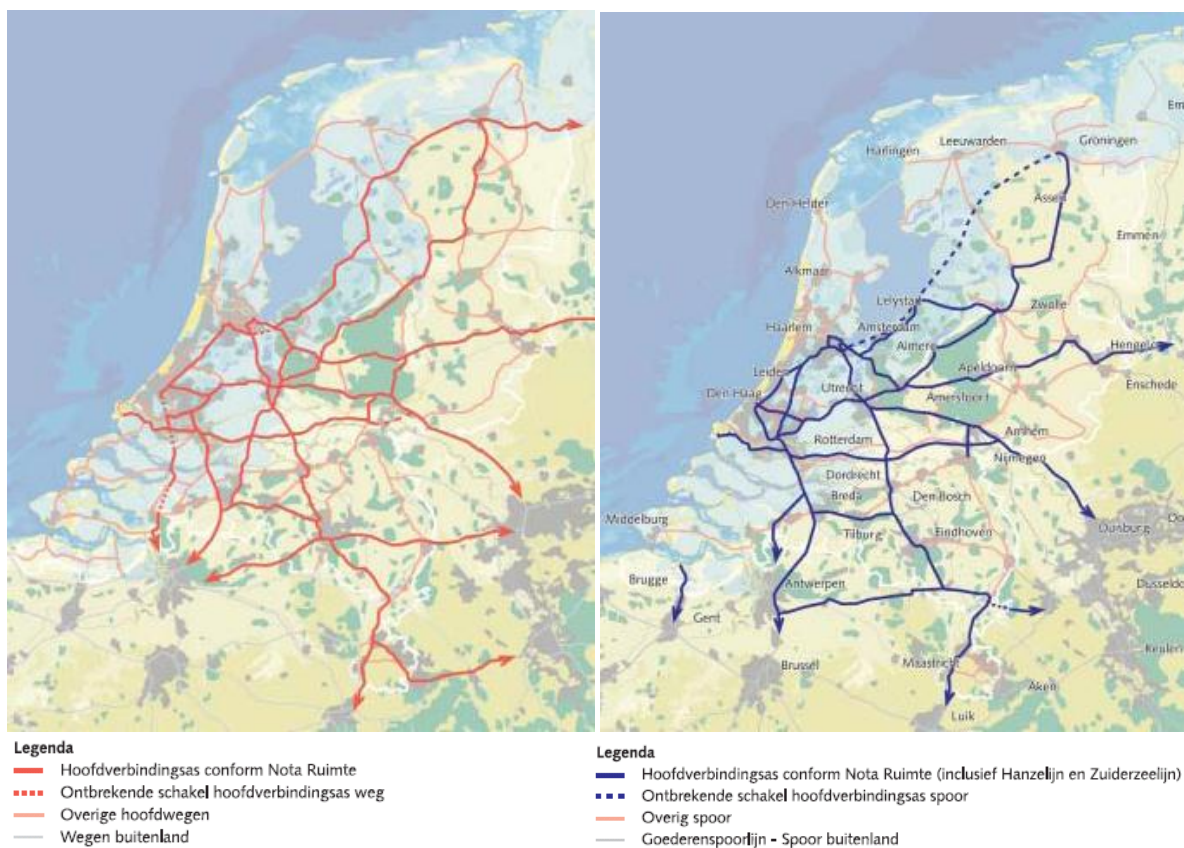 Harlingen
Leeuwarden
Groningen
Den Helder
Assen
Emmen
Alkmaar
Lelystad
Zwolle
Haarlem
Amsterdam
Almere
Hengelo
Leiden
Apeldoorn
Enschede
Utrecht
Den Haag
Amersfoort
Rotterdam
Arnhem
Nijmegen
Dordrecht
Breda
Den Bosch
Middelburg
Tilburg
Eindhoven
Duisburg
Brugge
Antwerpen
Gent
Brussel
Maastricht
Aken
Luik
Legenda
Hoofdverbindingsas conform Nota Ruimte
Ontbrekende schakel hoofdverbindingsas weg
Overige hoofdwegen
Wegen buitenland
Legenda
Hoofdverbindingsas conform Nota Ruimte (inclusief Hanzelijn en Zuiderzeelijn)
Ontbrekende schakel hoofdverbindingsas spoor
Overig spoor
Goederenspoorlijn - Spoor buitenland